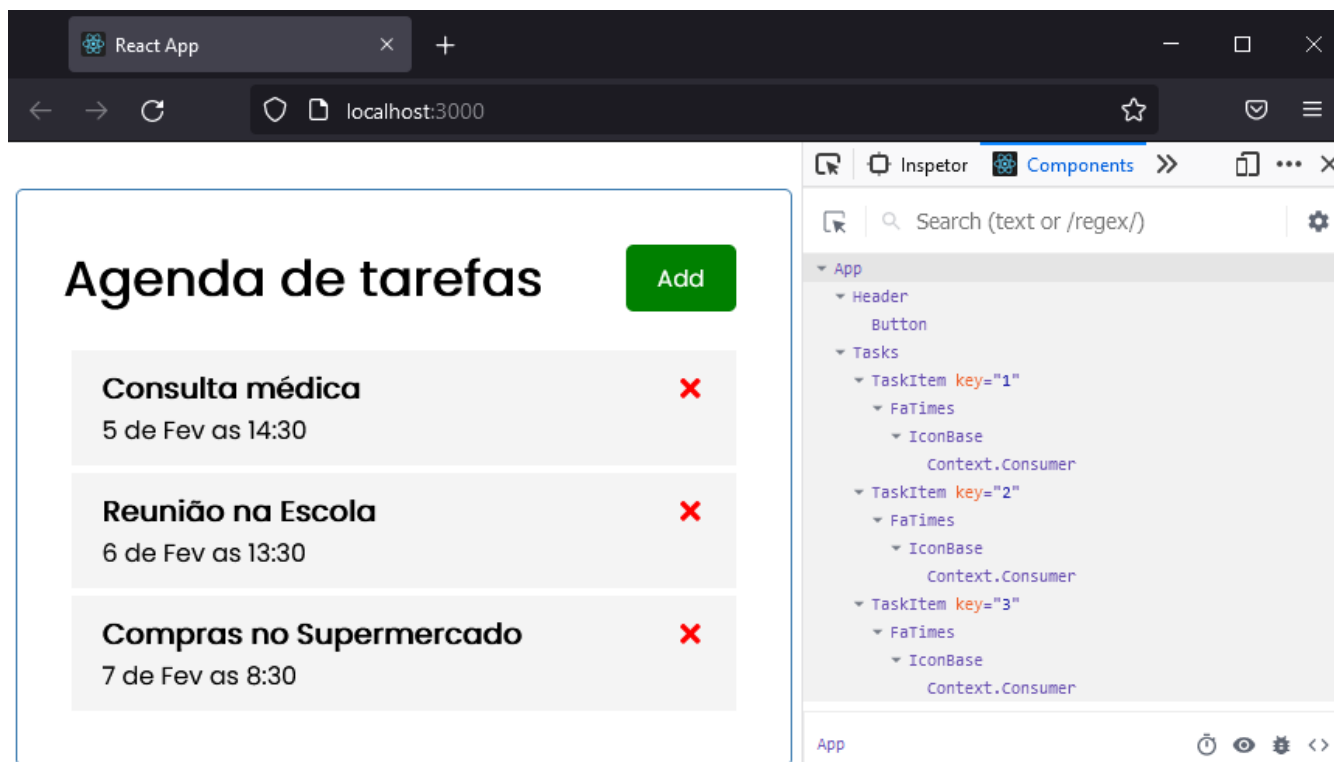 React App
localhost:3000
Inspetor Components
Search (text or /regex/)
Agenda de tarefas
Add
Consulta médica
5 de Fev as 14:30
Reunião na Escola
6 de Fev as 13:30
Compras no Supermercado
7 de Fev as 8:30
App
Header
Button
Tasks
TaskItem key="1"
FaTimes
IconBase
Context.Consumer
TaskItem key="2"
FaTimes
IconBase
Context.Consumer
TaskItem key="3"
FaTimes
IconBase
Context.Consumer
App